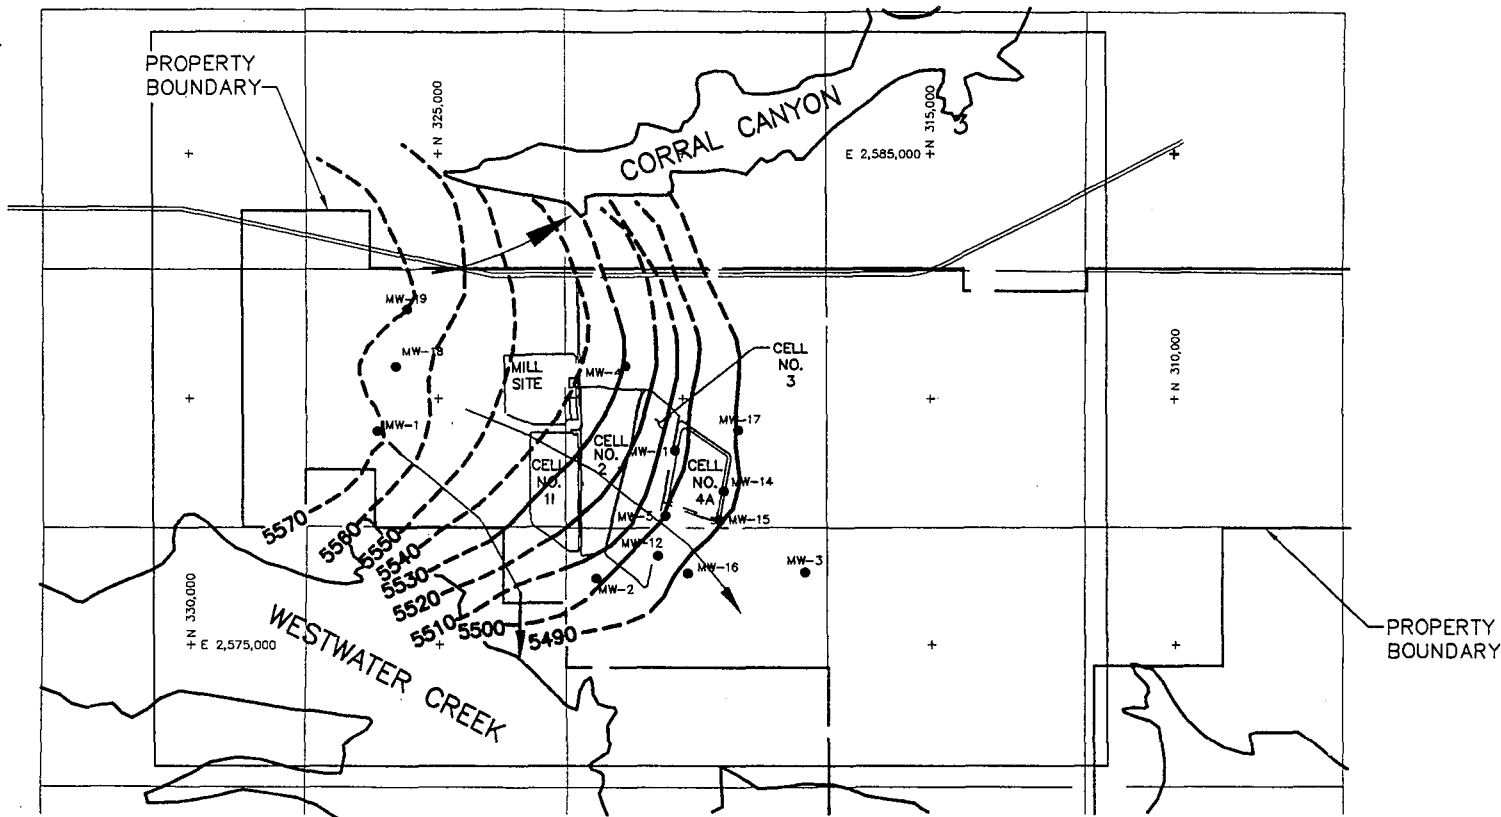 PROPERTY
BOUNDARY
N 325,000
CORRAL CANYON
N 315,000
E 2,585,000
3
MW-19
MW-18
MW-1
MILL
SITE
MW-4
CELL
NO.
3
N 310,000
MW-17
CELL
NO.
2
MW-11
CELL
NO.
1I
CELL
NO.
4A
MW-14
MW-5
MW-15
MW-12
MW-2
MW-16
MW-3
5570
5560
5550
5540
5530
5520
5510
5500
5490
N 330,000
E 2,575,000
WESTWATER CREEK
PROPERTY
BOUNDARY